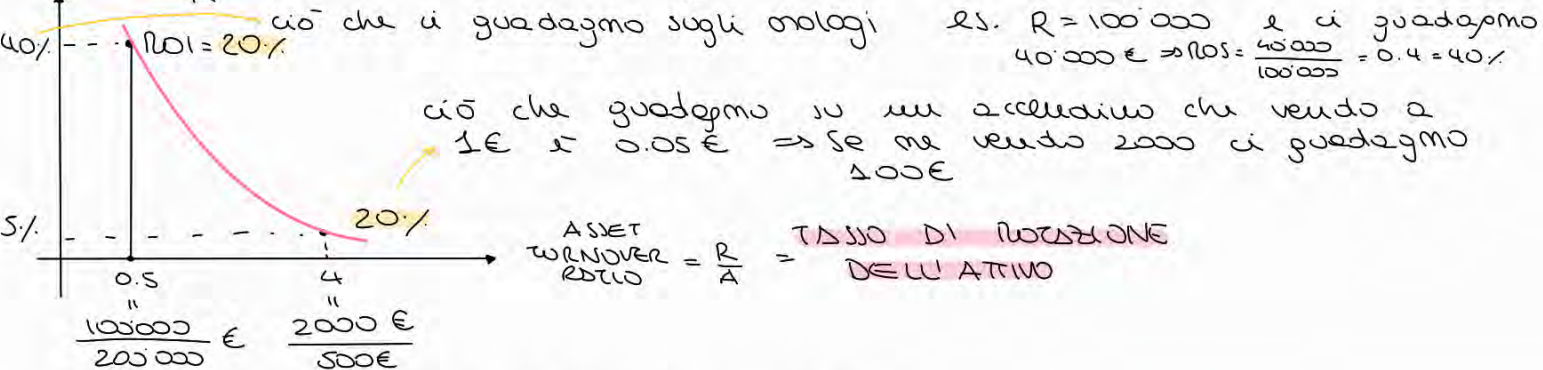 ciò che ci guadagno sugli orologi es. R = 100'000 e ci guadagno
40'000 € ⇒ ROS = 40'000 / 100'000 = 0.4 = 40%
40% ROI = 20%
ciò che guadagno su un accendino che vendo a
1€ è 0.05€ ⇒ se ne vendo 2000 ci guadagno
100€
20%
5%
ASSET TURNOVER RATIO = R / A = TASSO DI ROTAZIONE
DELL'ATTIVO
0.5 4
" "
100'000 / 200'000 € 2000 € / 500€